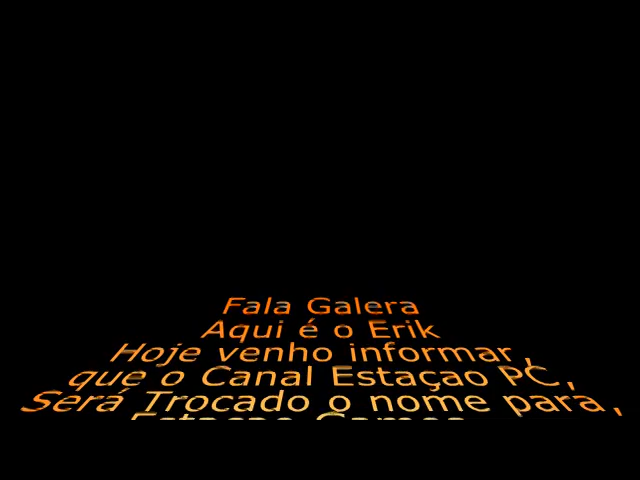 Fala Galera
Aqui é o Erik
Hoje venho informar,
que o Canal Estaçao PC,
Será Trocado o nome para,